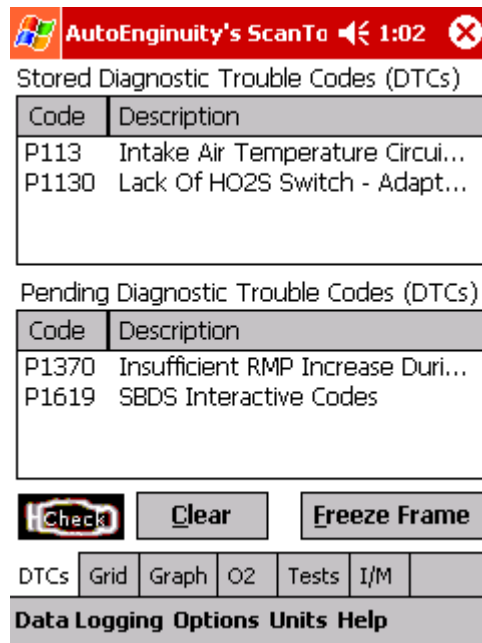 AutoEnginuity's ScanTo 1:02
Stored Diagnostic Trouble Codes (DTCs)
Code Description
P113 Intake Air Temperature Circui...
P1130 Lack Of HO2S Switch - Adapt...
Pending Diagnostic Trouble Codes (DTCs)
Code Description
P1370 Insufficient RMP Increase Duri...
P1619 SBDS Interactive Codes
Check Clear Freeze Frame
DTCs Grid Graph O2 Tests I/M
Data Logging Options Units Help